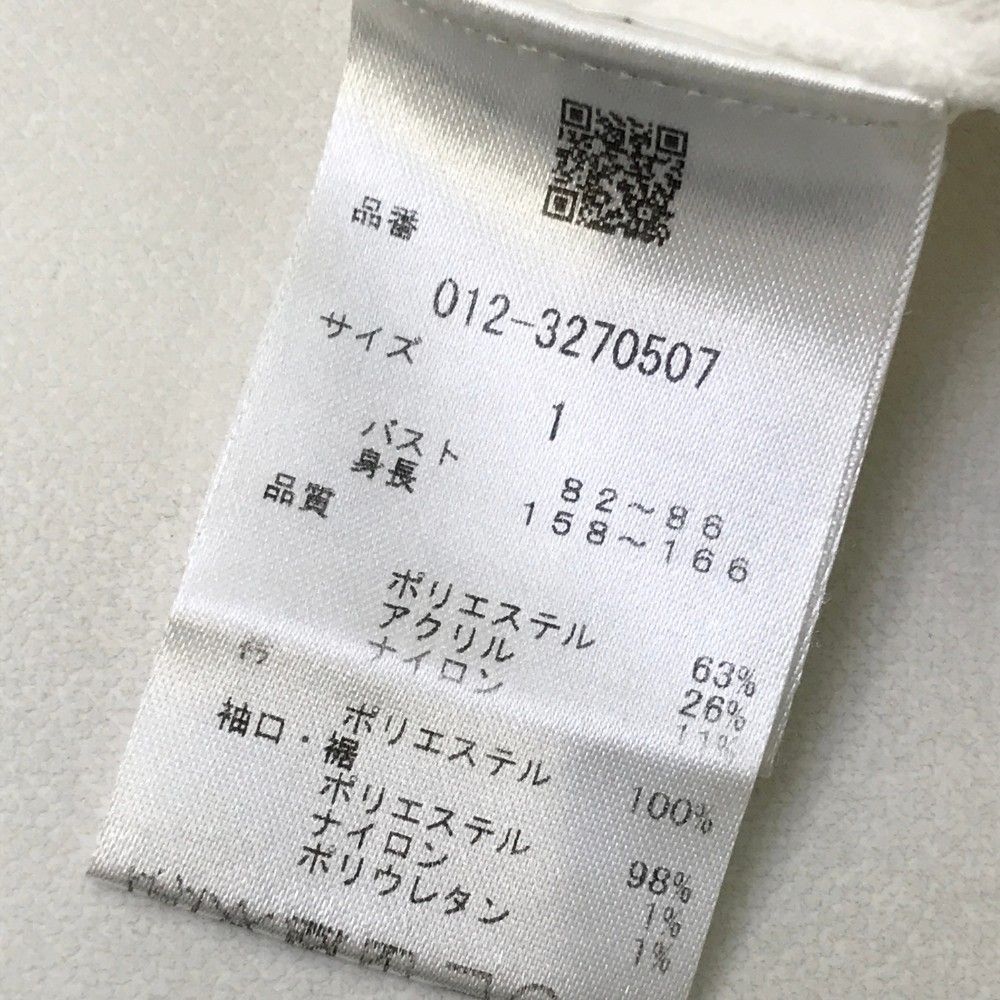 品番
012-3270507
サイズ
1
バスト 82～86
身長 158～166
品質
ポリエステル 63%
アクリル 26%
ナイロン 11%
ポリエステル 100%
袖口・裾
ポリエステル 98%
ナイロン 1%
ポリウレタン 1%